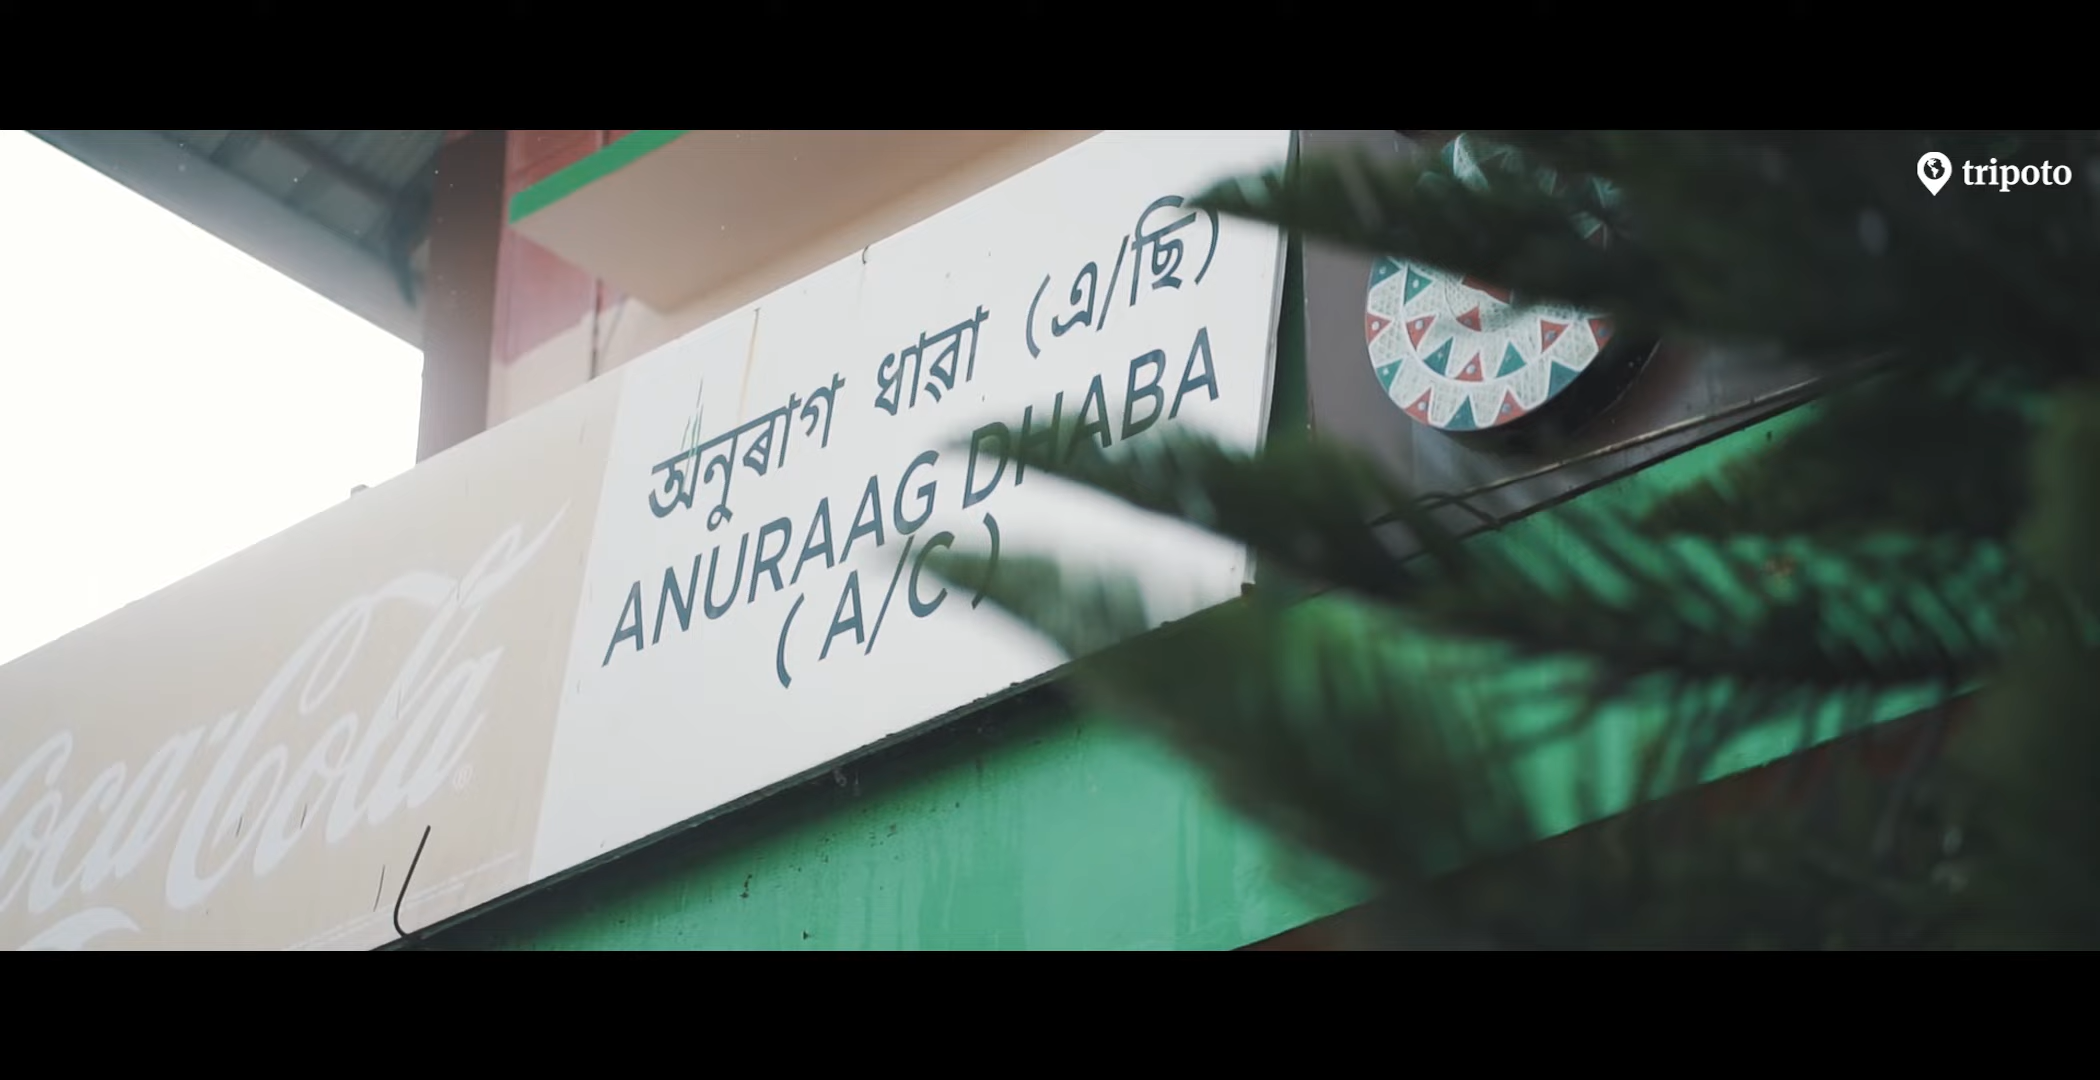 অনুৰাগ ধাৱা (এ/ছি)
ANURAAG DHABA
( A/C )
Coca-Cola
®
tripoto